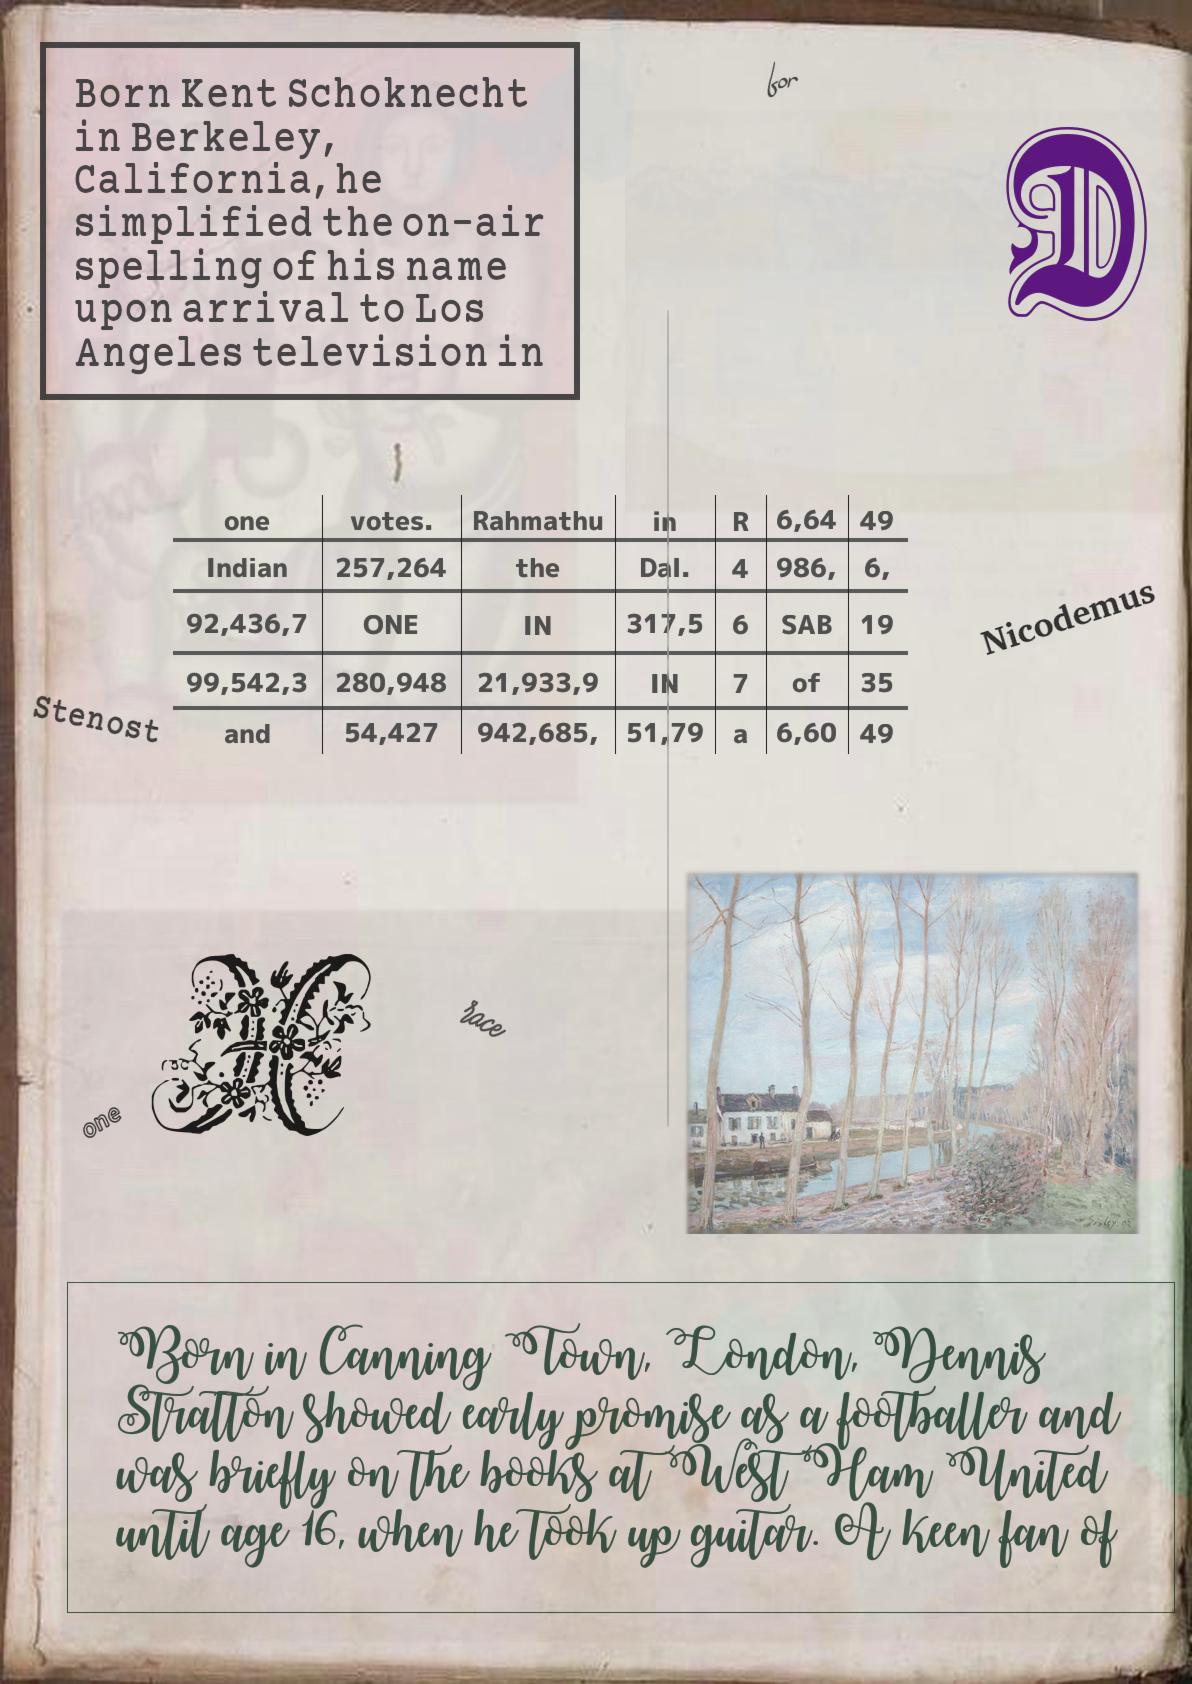 Born Kent Schoknecht
in Berkeley,
California, he
simplified the on-air
spelling of his name
upon arrival to Los
Angeles television in
for
D
one votes. Rahmathu in R 6,64 49
Indian 257,264 the Dal. 4 986, 6,
92,436,7 ONE IN 317,5 6 SAB 19
99,542,3 280,948 21,933,9 IN 7 of 35
and 54,427 942,685, 51,79 a 6,60 49
Nicodemus
Stenost
X
race
one
Born in Canning Town, London, Dennis
Stratton showed early promise as a footballer and
was briefly on the books at West Ham United
until age 16, when he took up guitar. A keen fan of